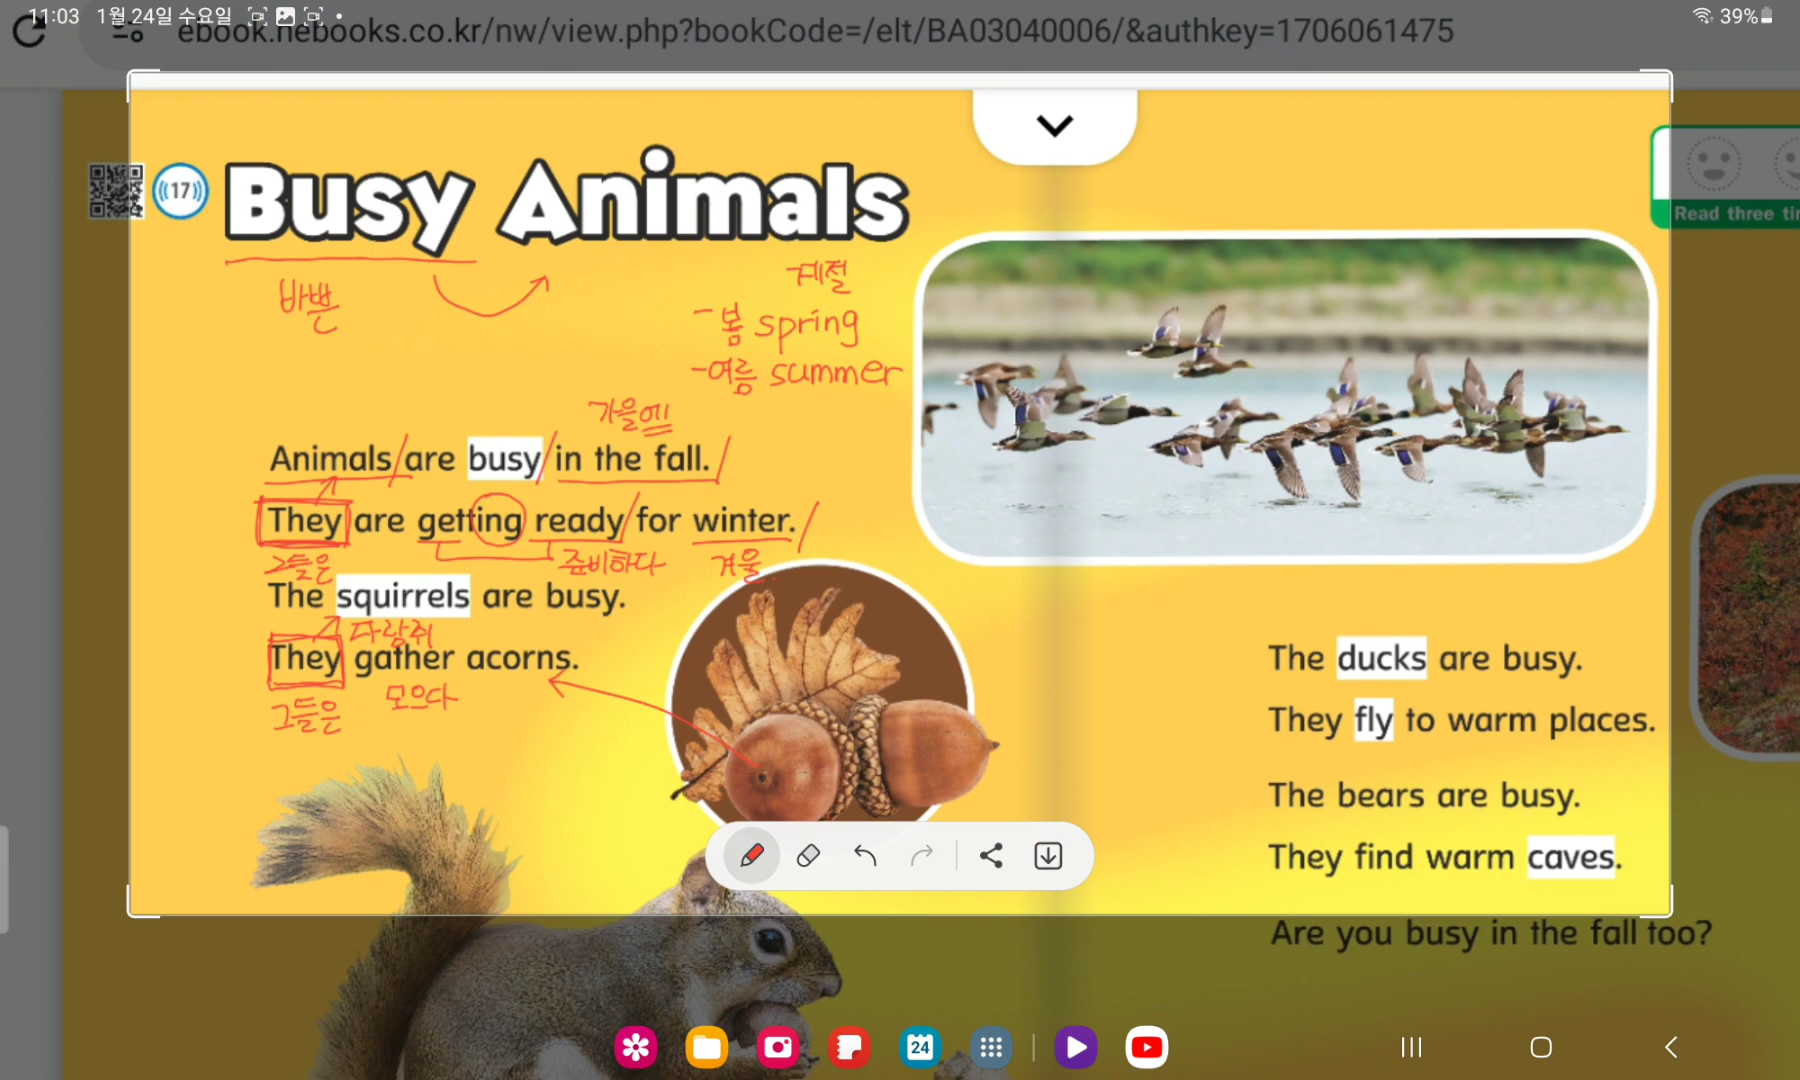 11:03 1월 24일 수요일
39%
ebook.nebooks.co.kr/nw/view.php?bookCode=/elt/BA03040006/&authkey=1706061475
17
Busy Animals
Read three
바쁜
계절
-봄 spring
-여름 summer
가을에
Animals are busy in the fall.
They are getting ready for winter.
그들은 준비하다 겨울
The squirrels are busy.
다람쥐
They gather acorns.
그들은 모으다
The ducks are busy.
They fly to warm places.
The bears are busy.
They find warm caves.
Are you busy in the fall too?
24